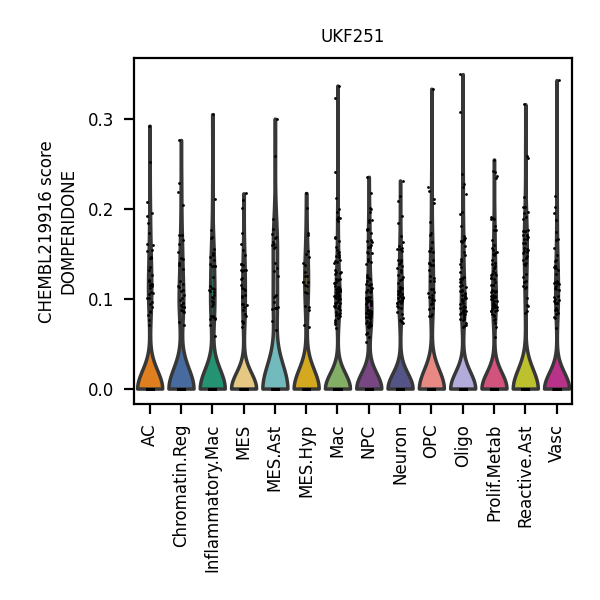 UKF251
CHEMBL219916 score
DOMPERIDONE
0.3
0.2
0.1
0.0
AC
Chromatin.Reg
Inflammatory.Mac
MES
MES.Ast
MES.Hyp
Mac
NPC
Neuron
OPC
Oligo
Prolif.Metab
Reactive.Ast
Vasc